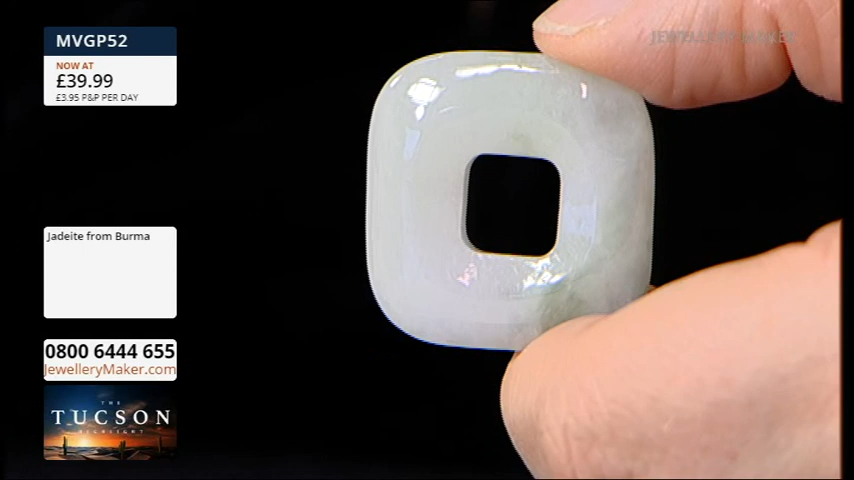 JEWELLERY MAKER
MVGP52
NOW AT
£39.99
£3.95 P&P PER DAY
Jadeite from Burma
0800 6444 655
JewelleryMaker.com
THE
TUCSON
HIGHLIGHT